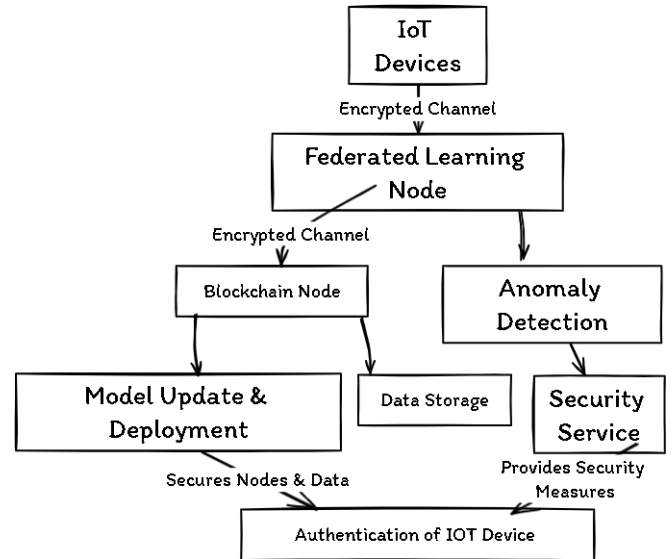 IoT
Devices
Encrypted Channel
Federated Learning
Node
Encrypted Channel
Blockchain Node
Anomaly
Detection
Model Update &
Deployment
Data Storage
Security
Service
Secures Nodes & Data
Provides Security
Measures
Authentication of IOT Device